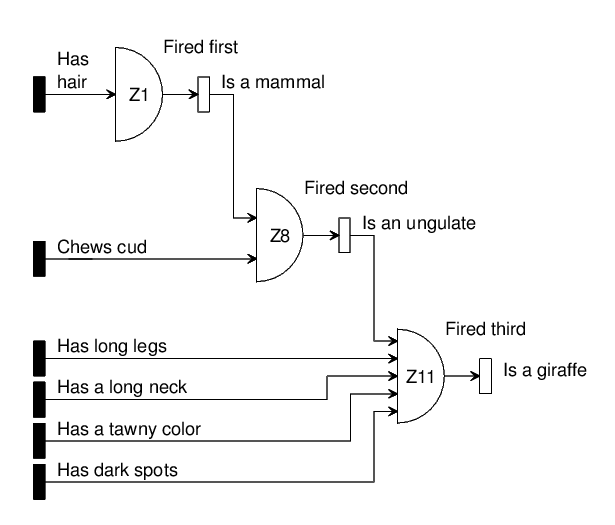 Fired first
Has
hair
Z1
Is a mammal
Fired second
Is an ungulate
Z8
Chews cud
Fired third
Has long legs
Is a giraffe
Z11
Has a long neck
Has a tawny color
Has dark spots